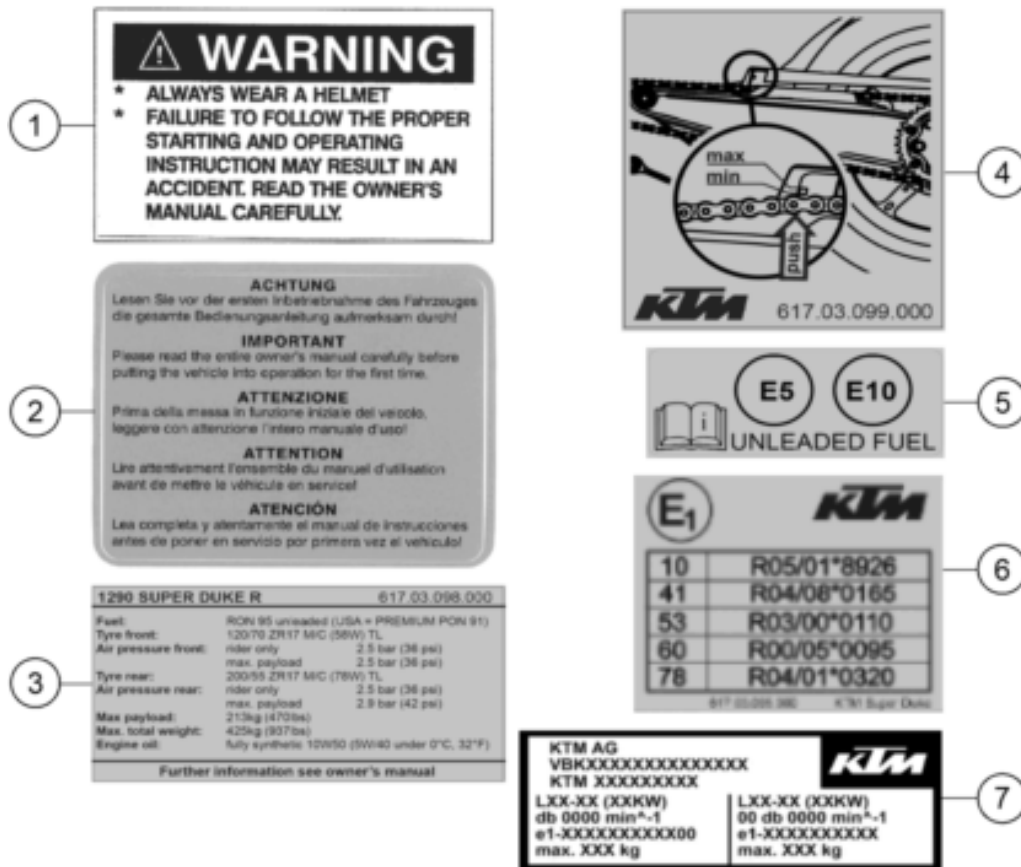 1
WARNING
* ALWAYS WEAR A HELMET
* FAILURE TO FOLLOW THE PROPER
STARTING AND OPERATING
INSTRUCTION MAY RESULT IN AN
ACCIDENT. READ THE OWNER'S
MANUAL CAREFULLY.
2
ACHTUNG
Lesen Sie vor der ersten Inbetriebnahme des Fahrzeuges
die gesamte Bedienungsanleitung aufmerksam durch!
IMPORTANT
Please read the entire owner's manual carefully before
putting the vehicle into operation for the first time.
ATTENZIONE
Prima della messa in funzione iniziale del veicolo,
leggere con attenzione l'intero manuale d'uso!
ATTENTION
Lire attentivement l'ensemble du manuel d'utilisation
avant de mettre le véhicule en service!
ATENCIÓN
Lea completa y atentamente el manual de instrucciones
antes de poner en servicio por primera vez el vehiculo!
3
1290 SUPER DUKE R 617.03.098.000
Fuel: RON 95 unleaded (USA = PREMIUM PON 91)
Tyre front: 120/70 ZR17 M/C (58W) TL
Air pressure front: rider only 2.5 bar (36 psi)
max. payload 2.5 bar (36 psi)
Tyre rear: 200/55 ZR17 M/C (78W) TL
Air pressure rear: rider only 2.5 bar (36 psi)
max. payload 2.9 bar (42 psi)
Max payload: 213kg (470lbs)
Max. total weight: 425kg (937lbs)
Engine oil: fully synthetic 10W50 (5W/40 under 0°C, 32°F)
Further information see owner's manual
4
max
min
push
KTM 617.03.099.000
5
E5 E10
i
UNLEADED FUEL
6
E1 KTM
10 R05/01*8926
41 R04/08*0165
53 R03/00*0110
60 R00/05*0095
78 R04/01*0320
KTM Super Duke
7
KTM AG
VBKXXXXXXXXXXXXXX
KTM XXXXXXXXX
KTM
LXX-XX (XXKW)
db 0000 min^-1
e1-XXXXXXXXXX00
max. XXX kg
LXX-XX (XXKW)
00 db 0000 min^-1
e1-XXXXXXXXXX
max. XXX kg